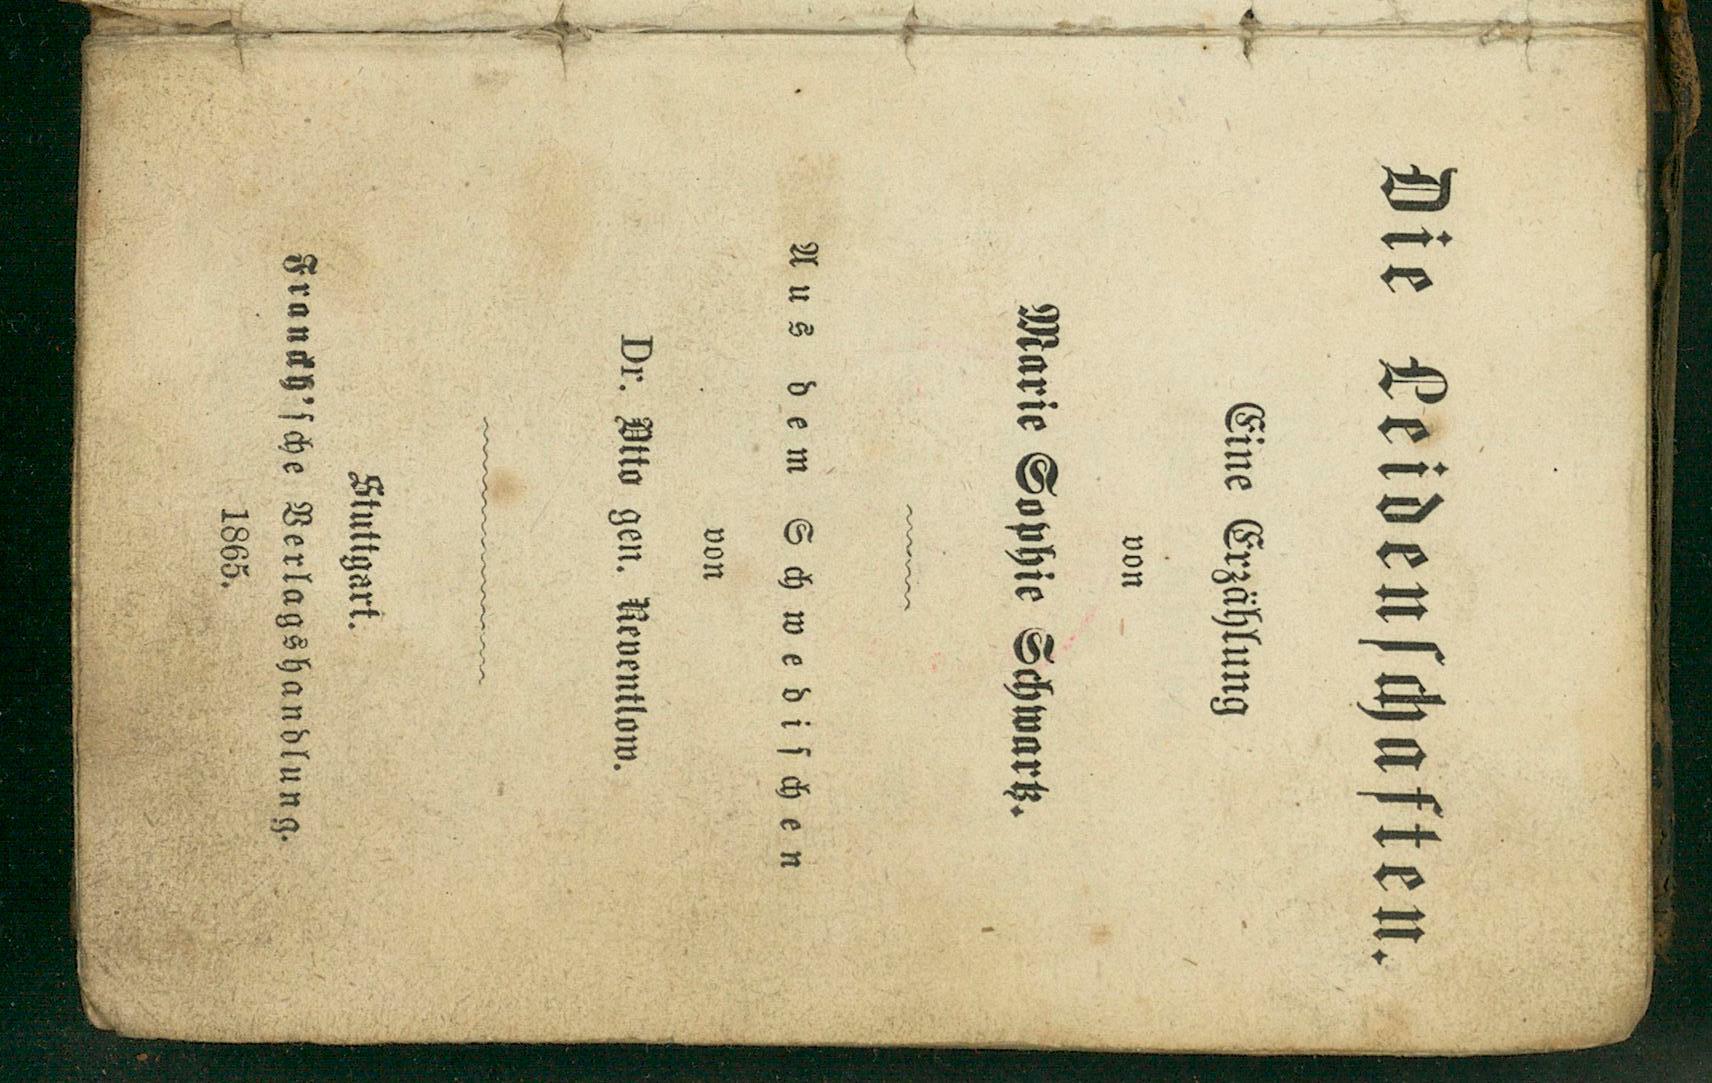 Die Leidenſchaften.
Eine Erzählung
von
Marie Sophie Schwartz.
Aus dem Schwediſchen
von
Dr. Otto gen. Reventlow.
Stuttgart.
Franckh'ſche Verlagshandlung.
1865.